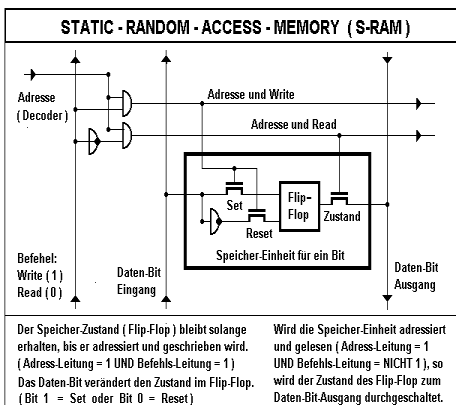 STATIC - RANDOM - ACCESS - MEMORY ( S-RAM )
Adresse
(Decoder)
Adresse und Write
Adresse und Read
Set
Reset
Flip-
Flop
Zustand
Speicher-Einheit für ein Bit
Befehel:
Write ( 1 )
Read ( 0 )
Daten-Bit
Eingang
Daten-Bit
Ausgang
Der Speicher-Zustand ( Flip-Flop ) bleibt solange
erhalten, bis er adressiert und geschrieben wird.
( Adress-Leitung = 1 UND Befehls-Leitung = 1 )
Das Daten-Bit verändert den Zustand im Flip-Flop.
( Bit 1 = Set oder Bit 0 = Reset )
Wird die Speicher-Einheit adressiert
und gelesen ( Adress-Leitung = 1
UND Befehls-Leitung = NICHT 1 ), so
wird der Zustand des Flip-Flop zum
Daten-Bit-Ausgang durchgeschaltet.